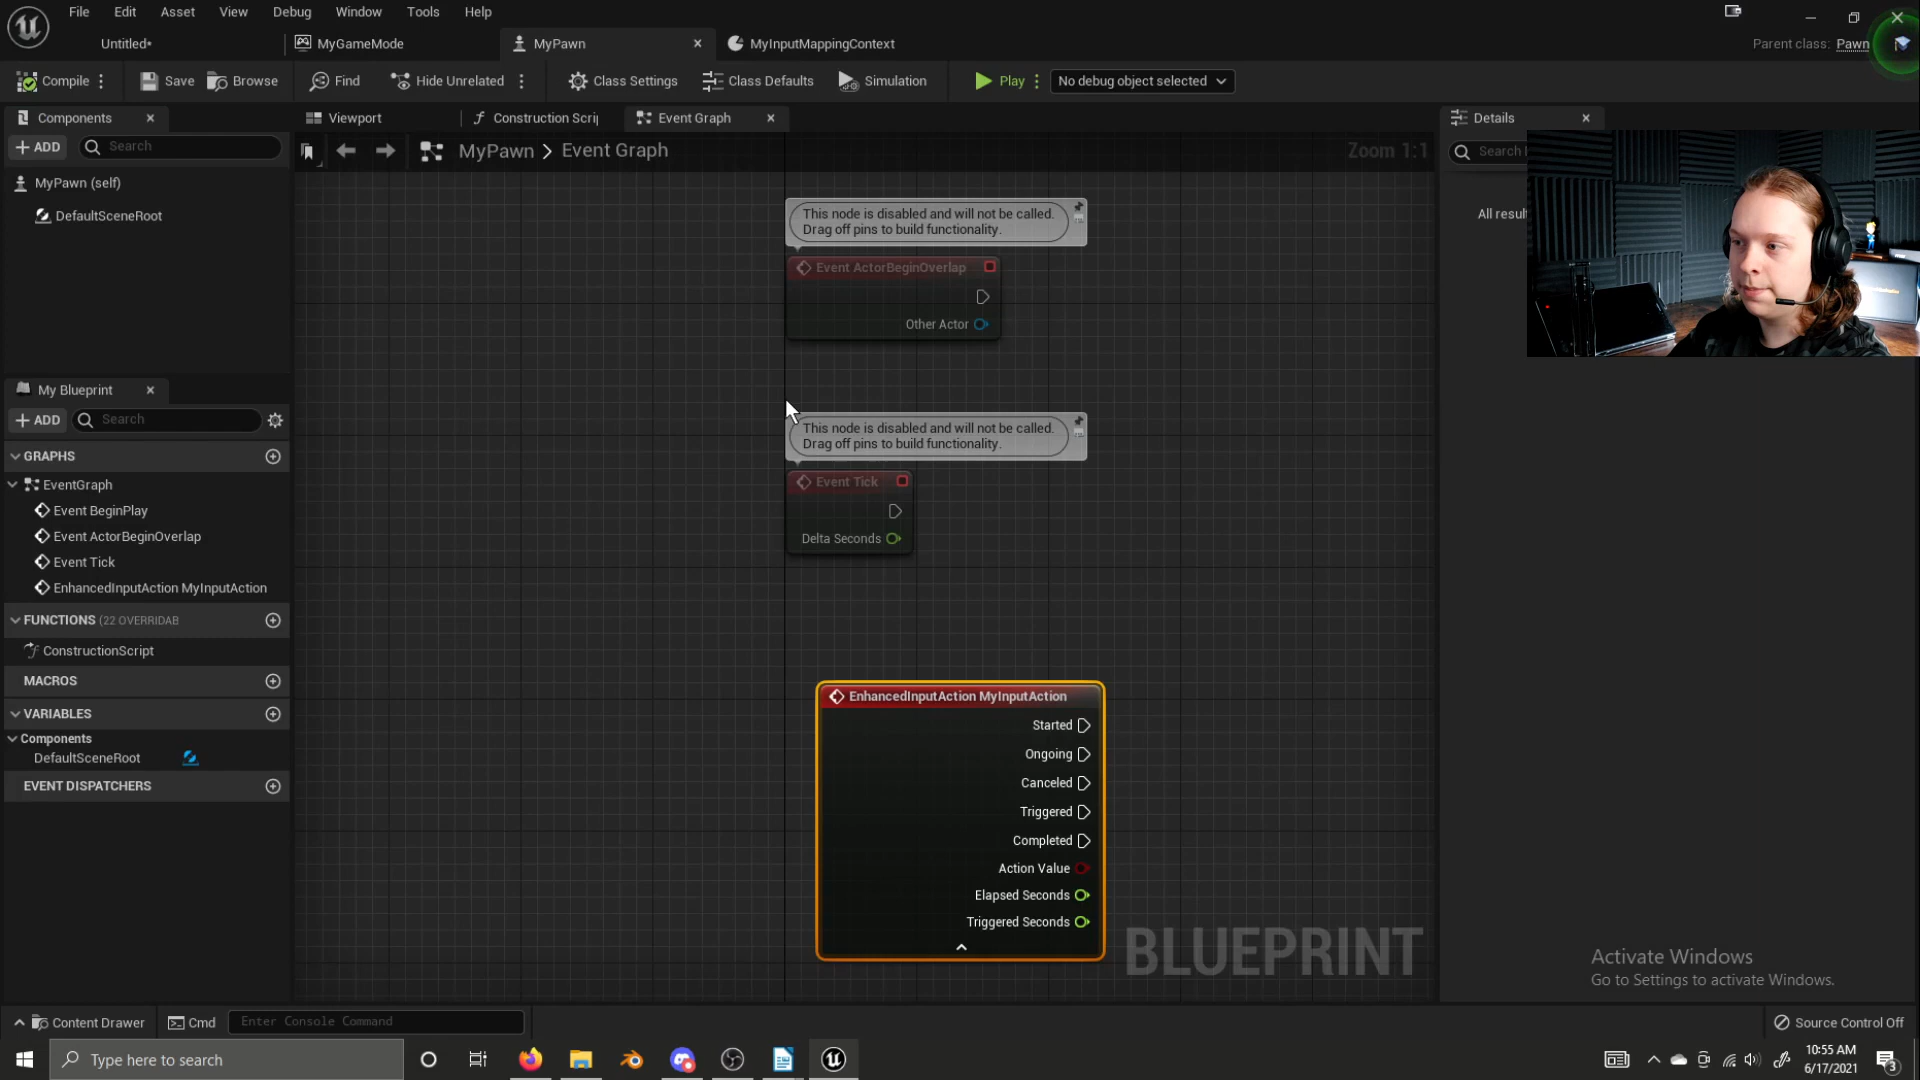 File Edit Asset View Debug Window Tools Help
Untitled* MyGameMode MyPawn MyInputMappingContext Parent class: Pawn
Compile Save Browse Find Hide Unrelated Class Settings Class Defaults Simulation Play No debug object selected
Components Viewport Construction Scri Event Graph Details
+ ADD Search MyPawn > Event Graph Zoom 1:1 Search
MyPawn (self)
DefaultSceneRoot
All resul
This node is disabled and will not be called.
Drag off pins to build functionality.
Event ActorBeginOverlap
Other Actor
My Blueprint
+ ADD Search
GRAPHS
EventGraph
Event BeginPlay
Event ActorBeginOverlap
Event Tick
EnhancedInputAction MyInputAction
FUNCTIONS (22 OVERRIDAB
ConstructionScript
MACROS
VARIABLES
Components
DefaultSceneRoot
EVENT DISPATCHERS
This node is disabled and will not be called.
Drag off pins to build functionality.
Event Tick
Delta Seconds
EnhancedInputAction MyInputAction
Started
Ongoing
Canceled
Triggered
Completed
Action Value
Elapsed Seconds
Triggered Seconds
BLUEPRINT
Activate Windows
Go to Settings to activate Windows.
Content Drawer Cmd Enter Console Command Source Control Off
Type here to search
10:55 AM
6/17/2021
3